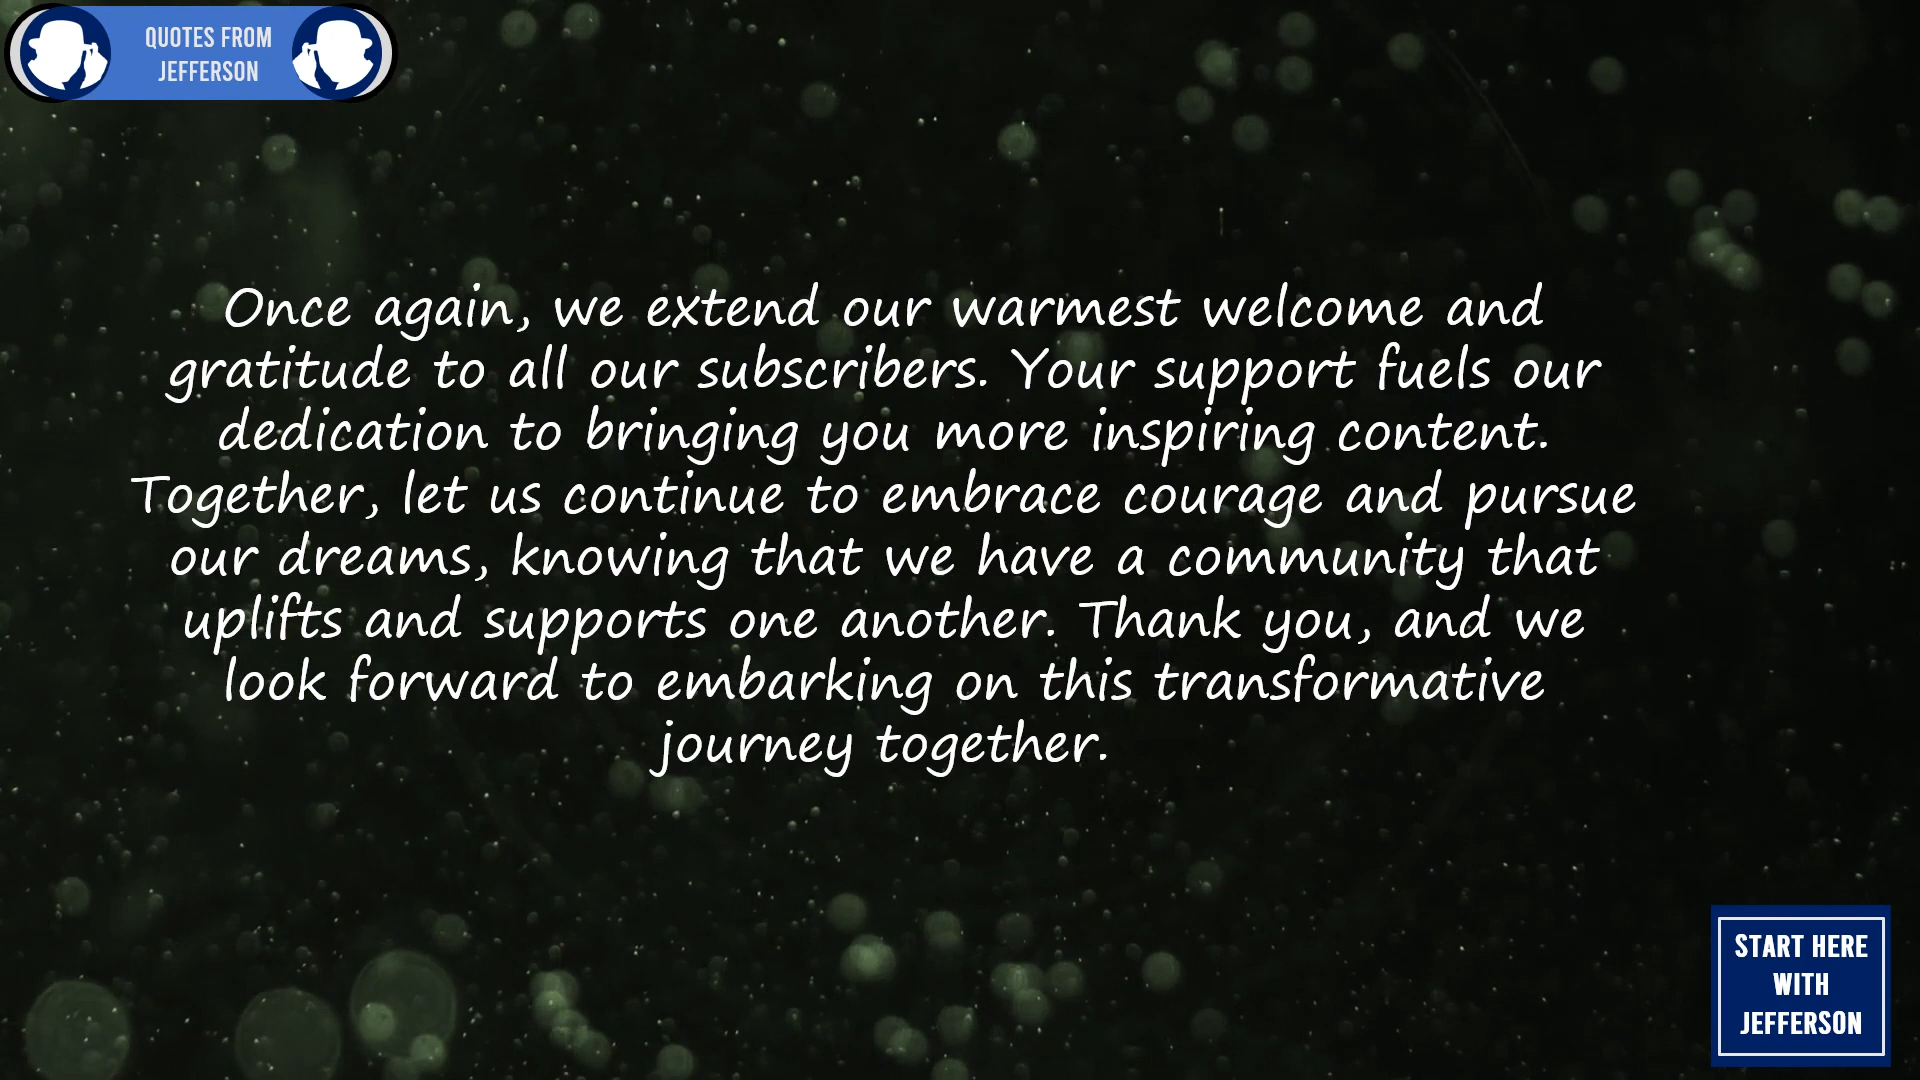 QUOTES FROM
JEFFERSON
Once again, we extend our warmest welcome and
gratitude to all our subscribers. Your support fuels our
dedication to bringing you more inspiring content.
Together, let us continue to embrace courage and pursue
our dreams, knowing that we have a community that
uplifts and supports one another. Thank you, and we
look forward to embarking on this transformative
journey together.
START HERE
WITH
JEFFERSON